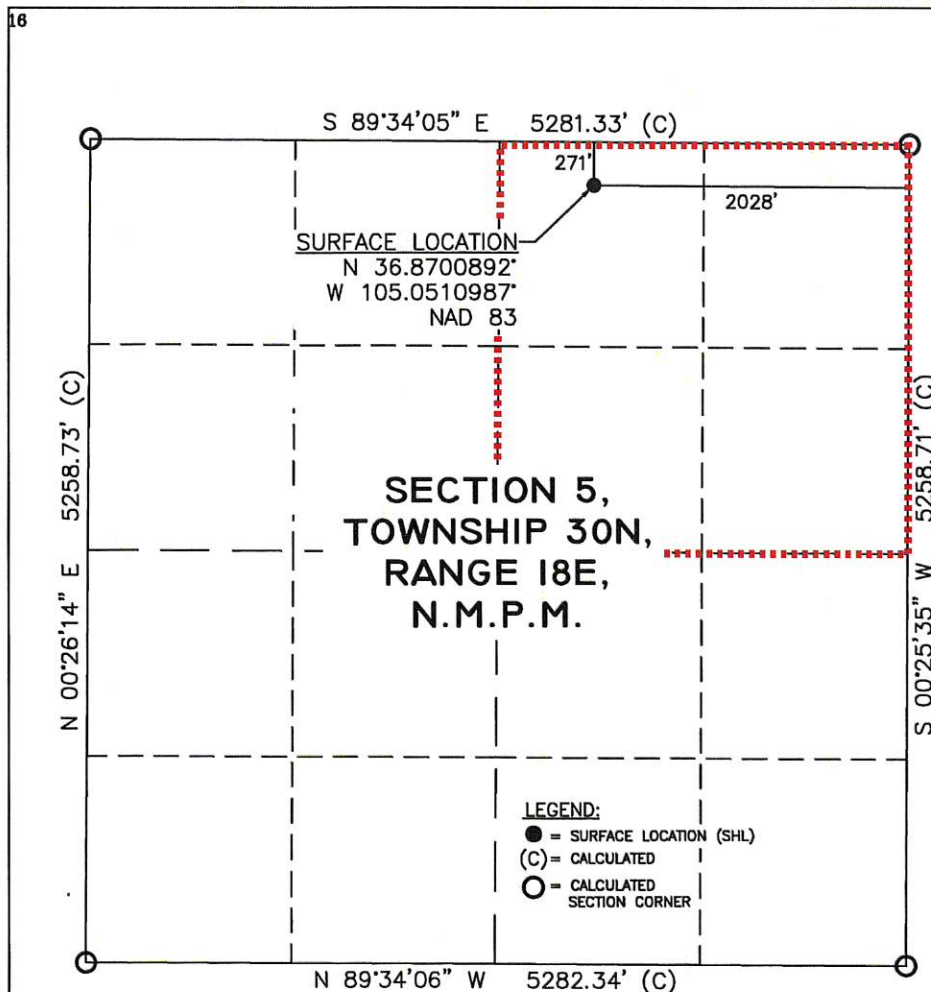 16
S 89°34'05" E 5281.33' (C)
271'
2028'
SURFACE LOCATION
N 36.8700892°
W 105.0510987°
NAD 83
N 00°26'14" E 5258.73' (C)
S 00°25'35" W 5258.71' (C)
SECTION 5,
TOWNSHIP 30N,
RANGE 18E,
N.M.P.M.
LEGEND:
= SURFACE LOCATION (SHL)
(C) = CALCULATED
= CALCULATED
SECTION CORNER
N 89°34'06" W 5282.34' (C)